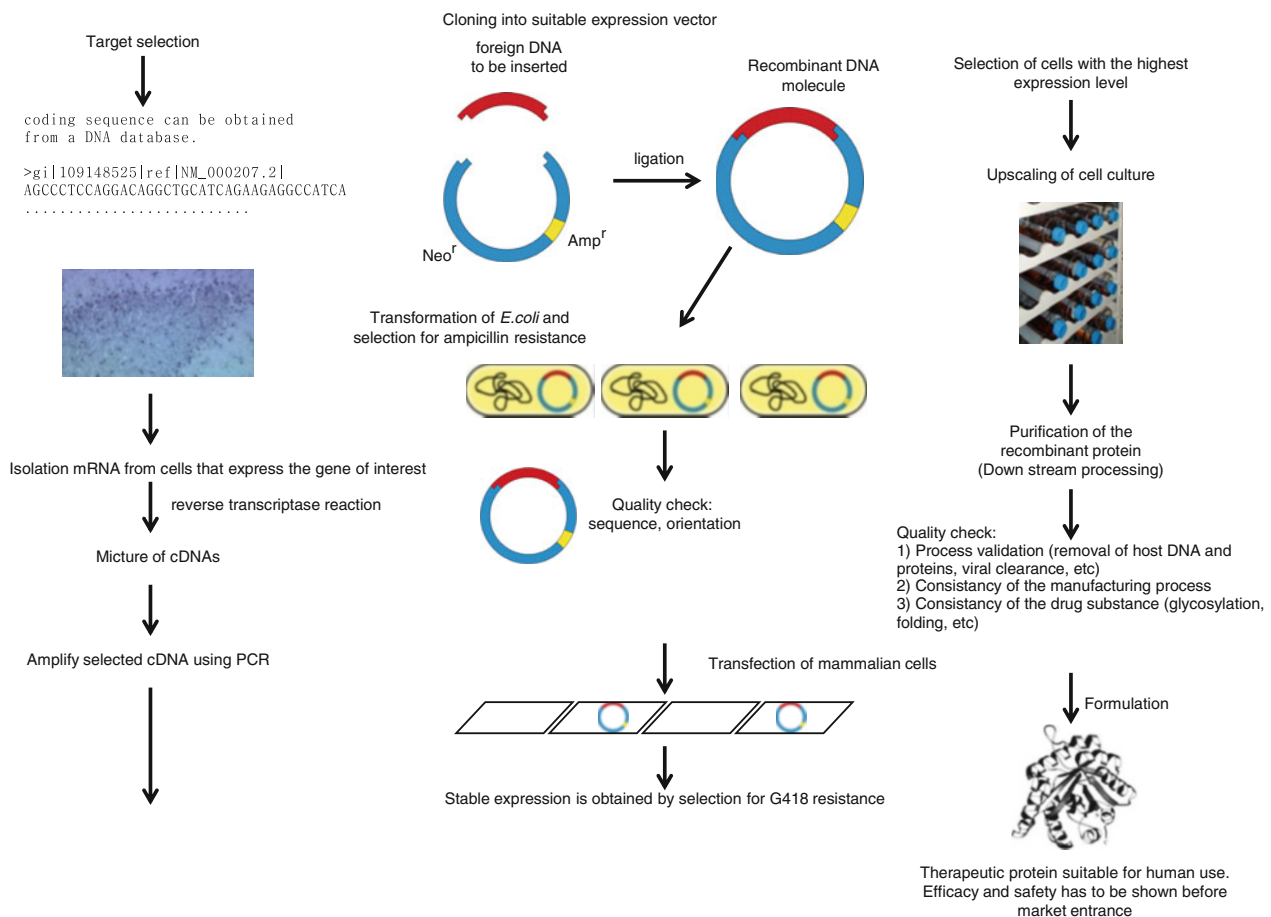 Target selection
coding sequence can be obtained
from a DNA database.
>gi|109148525|ref|NM_000207.2|
AGCCCTCCAGGACAGGCTGCATCAGAAGAGGCCATCA
..........................
Isolation mRNA from cells that express the gene of interest
reverse transcriptase reaction
Micture of cDNAs
Amplify selected cDNA using PCR
Cloning into suitable expression vector
foreign DNA
to be inserted
Recombinant DNA
molecule
ligation
Neoʳ
Ampʳ
Transformation of E.coli and
selection for ampicillin resistance
Quality check:
sequence, orientation
Transfection of mammalian cells
Stable expression is obtained by selection for G418 resistance
Selection of cells with the highest
expression level
Upscaling of cell culture
Purification of the
recombinant protein
(Down stream processing)
Quality check:
1) Process validation (removal of host DNA and
proteins, viral clearance, etc)
2) Consistancy of the manufacturing process
3) Consistancy of the drug substance (glycosylation,
folding, etc)
Formulation
Therapeutic protein suitable for human use.
Efficacy and safety has to be shown before
market entrance